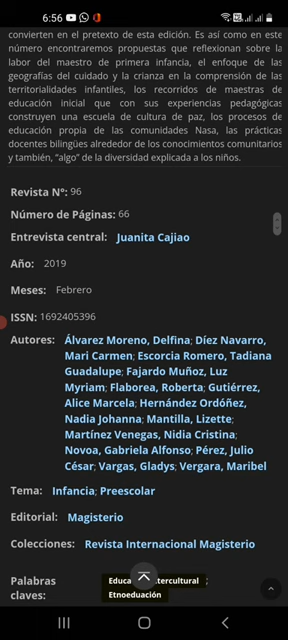 6:56
convierten en el pretexto de esta edición. Es así como en este
número encontraremos propuestas que reflexionan sobre la
labor del maestro de primera infancia, el enfoque de las
geografías del cuidado y la crianza en la comprensión de las
territorialidades infantiles, los recorridos de maestras de
educación inicial que con sus experiencias pedagógicas
construyen una escuela de cultura de paz, los procesos de
educación propia de las comunidades Nasa, las prácticas
docentes bilingües alrededor de los conocimientos comunitarios
y también, “algo” de la diversidad explicada a los niños.
Revista N°: 96
Número de Páginas: 66
Entrevista central: Juanita Cajiao
Año: 2019
Meses: Febrero
ISSN: 1692405396
Autores: Álvarez Moreno, Delfina; Díez Navarro,
Mari Carmen; Escorcia Romero, Tadiana
Guadalupe; Fajardo Muñoz, Luz
Myriam; Flaborea, Roberta; Gutiérrez,
Alice Marcela; Hernández Ordóñez,
Nadia Johanna; Mantilla, Lizette;
Martínez Venegas, Nidia Cristina;
Novoa, Gabriela Alfonso; Pérez, Julio
César; Vargas, Gladys; Vergara, Maribel
Tema: Infancia; Preescolar
Editorial: Magisterio
Colecciones: Revista Internacional Magisterio
Palabras
claves:
Etnoeduación